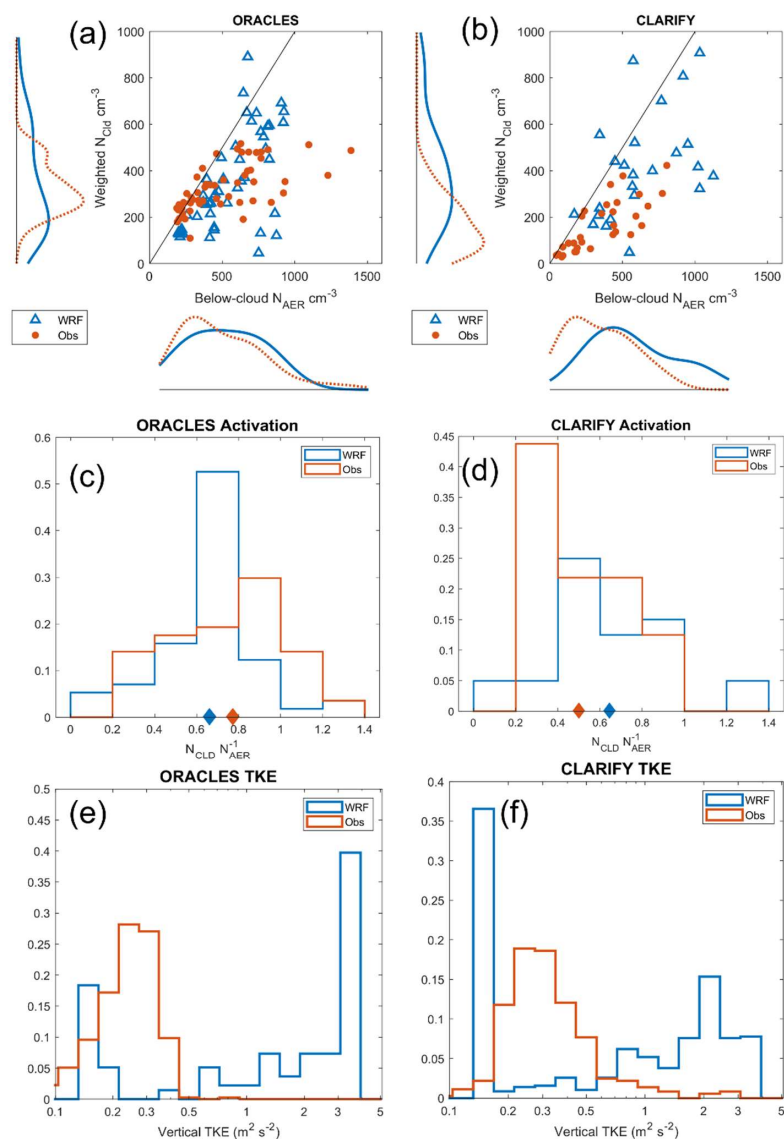 ORACLES
CLARIFY
(a)
(b)
1000
800
600
400
200
0
Weighted N_Cld cm^-3
0 500 1000 1500
Below-cloud N_AER cm^-3
1000
800
600
400
200
0
Weighted N_Cld cm^-3
0 500 1000 1500
Below-cloud N_AER cm^-3
WRF
Obs
WRF
Obs
ORACLES Activation
CLARIFY Activation
(c)
WRF
Obs
0.6
0.5
0.4
0.3
0.2
0.1
0
0 0.2 0.4 0.6 0.8 1 1.2 1.4
N_CLD N_AER^-1
(d)
WRF
Obs
0.45
0.4
0.35
0.3
0.25
0.2
0.15
0.1
0.05
0
0 0.2 0.4 0.6 0.8 1 1.2 1.4
N_CLD N_AER^-1
ORACLES TKE
CLARIFY TKE
(e)
WRF
Obs
0.5
0.45
0.4
0.35
0.3
0.25
0.2
0.15
0.1
0.05
0
0.1 0.2 0.3 0.5 1 2 3 5
Vertical TKE (m^2 s^-2)
(f)
WRF
Obs
0.4
0.35
0.3
0.25
0.2
0.15
0.1
0.05
0
0.1 0.2 0.3 0.5 1 2 3 5
Vertical TKE (m^2 s^-2)